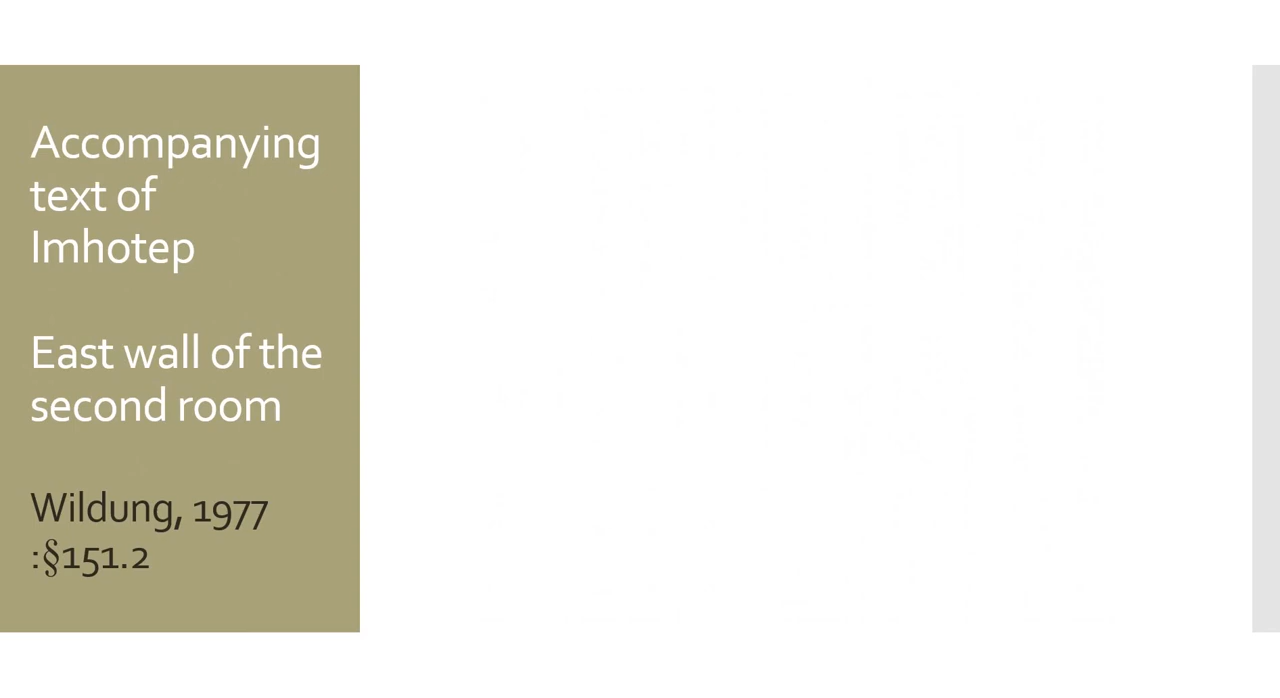 Accompanying
text of
Imhotep
East wall of the
second room
Wildung, 1977
:§151.2